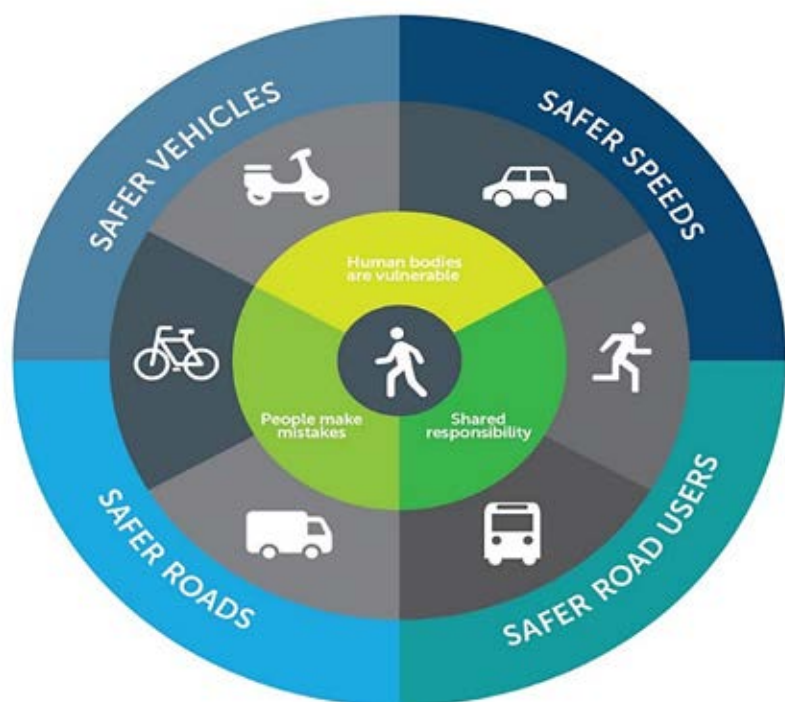 SAFER VEHICLES
SAFER SPEEDS
Human bodies
are vulnerable
People make
mistakes
Shared
responsibility
SAFER ROADS
SAFER ROAD USERS